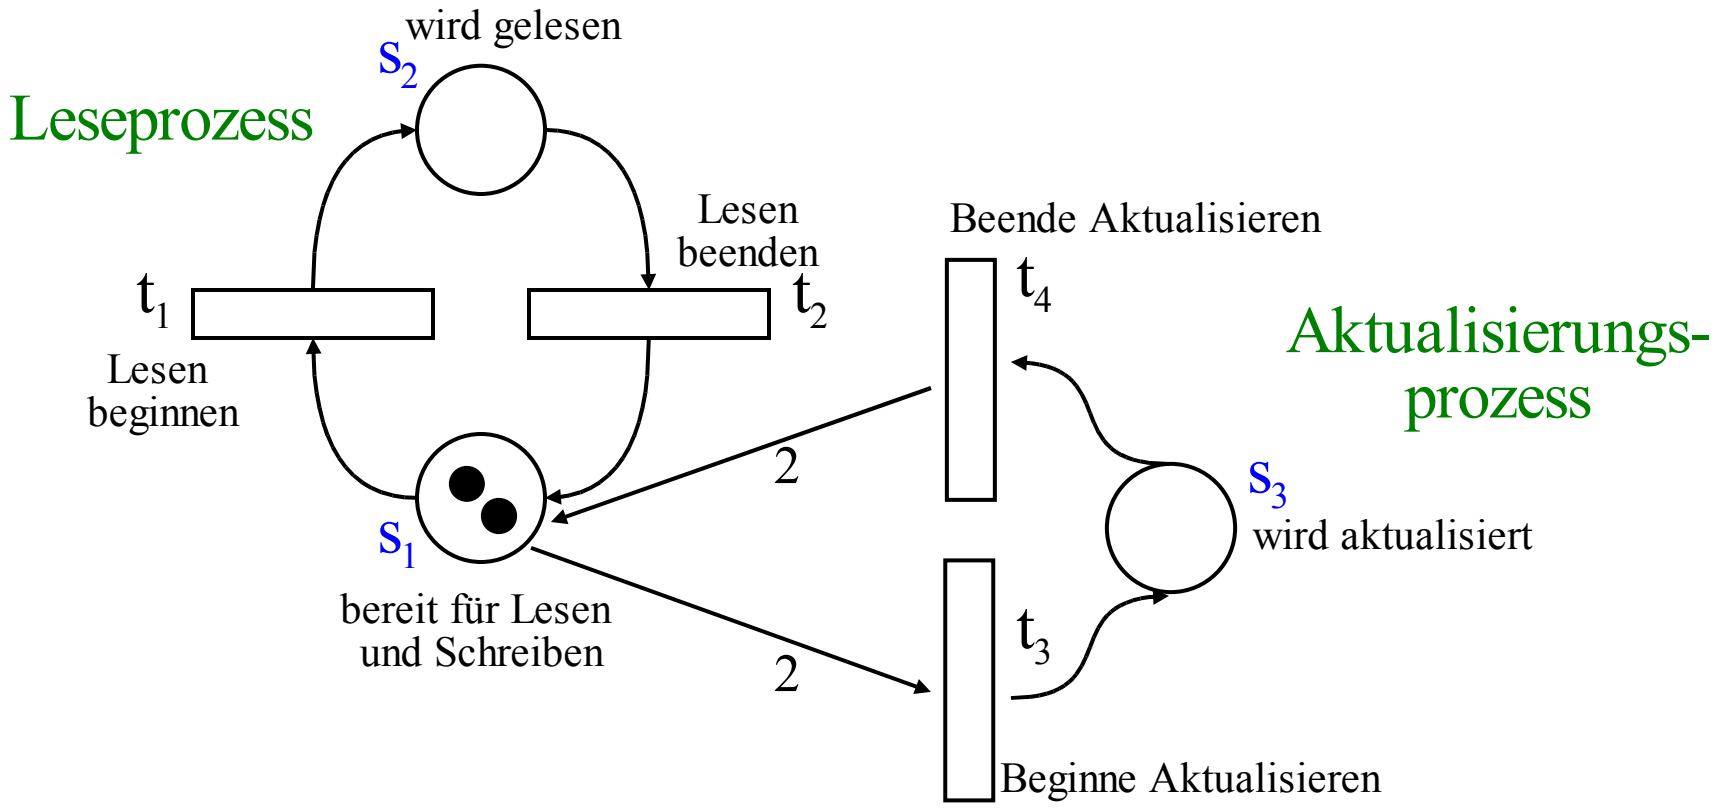 wird gelesen
s2
Leseprozess
Lesen
beenden
Beende Aktualisieren
t1
t2
t4
Aktualisierungs-
prozess
Lesen
beginnen
2
s3
wird aktualisiert
s1
bereit für Lesen
und Schreiben
2
t3
Beginne Aktualisieren